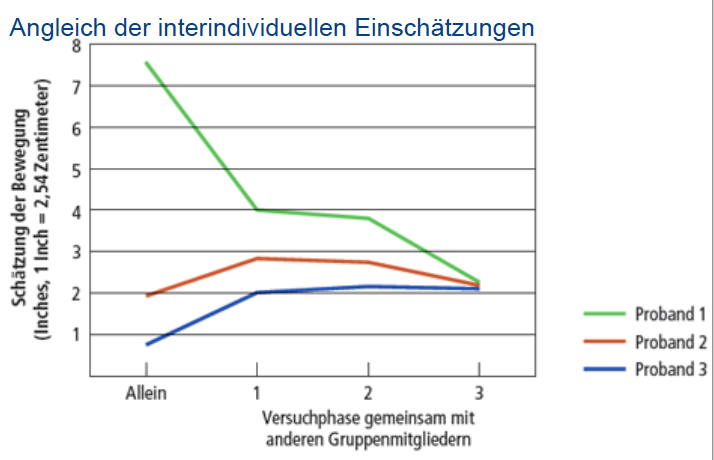 Angleich der interindividuellen Einschätzungen
Schätzung der Bewegung
(Inches, 1 Inch = 2,54 Zentimeter)
8
7
6
5
4
3
2
1
Allein 1 2 3
Versuchphase gemeinsam mit
anderen Gruppenmitgliedern
Proband 1
Proband 2
Proband 3